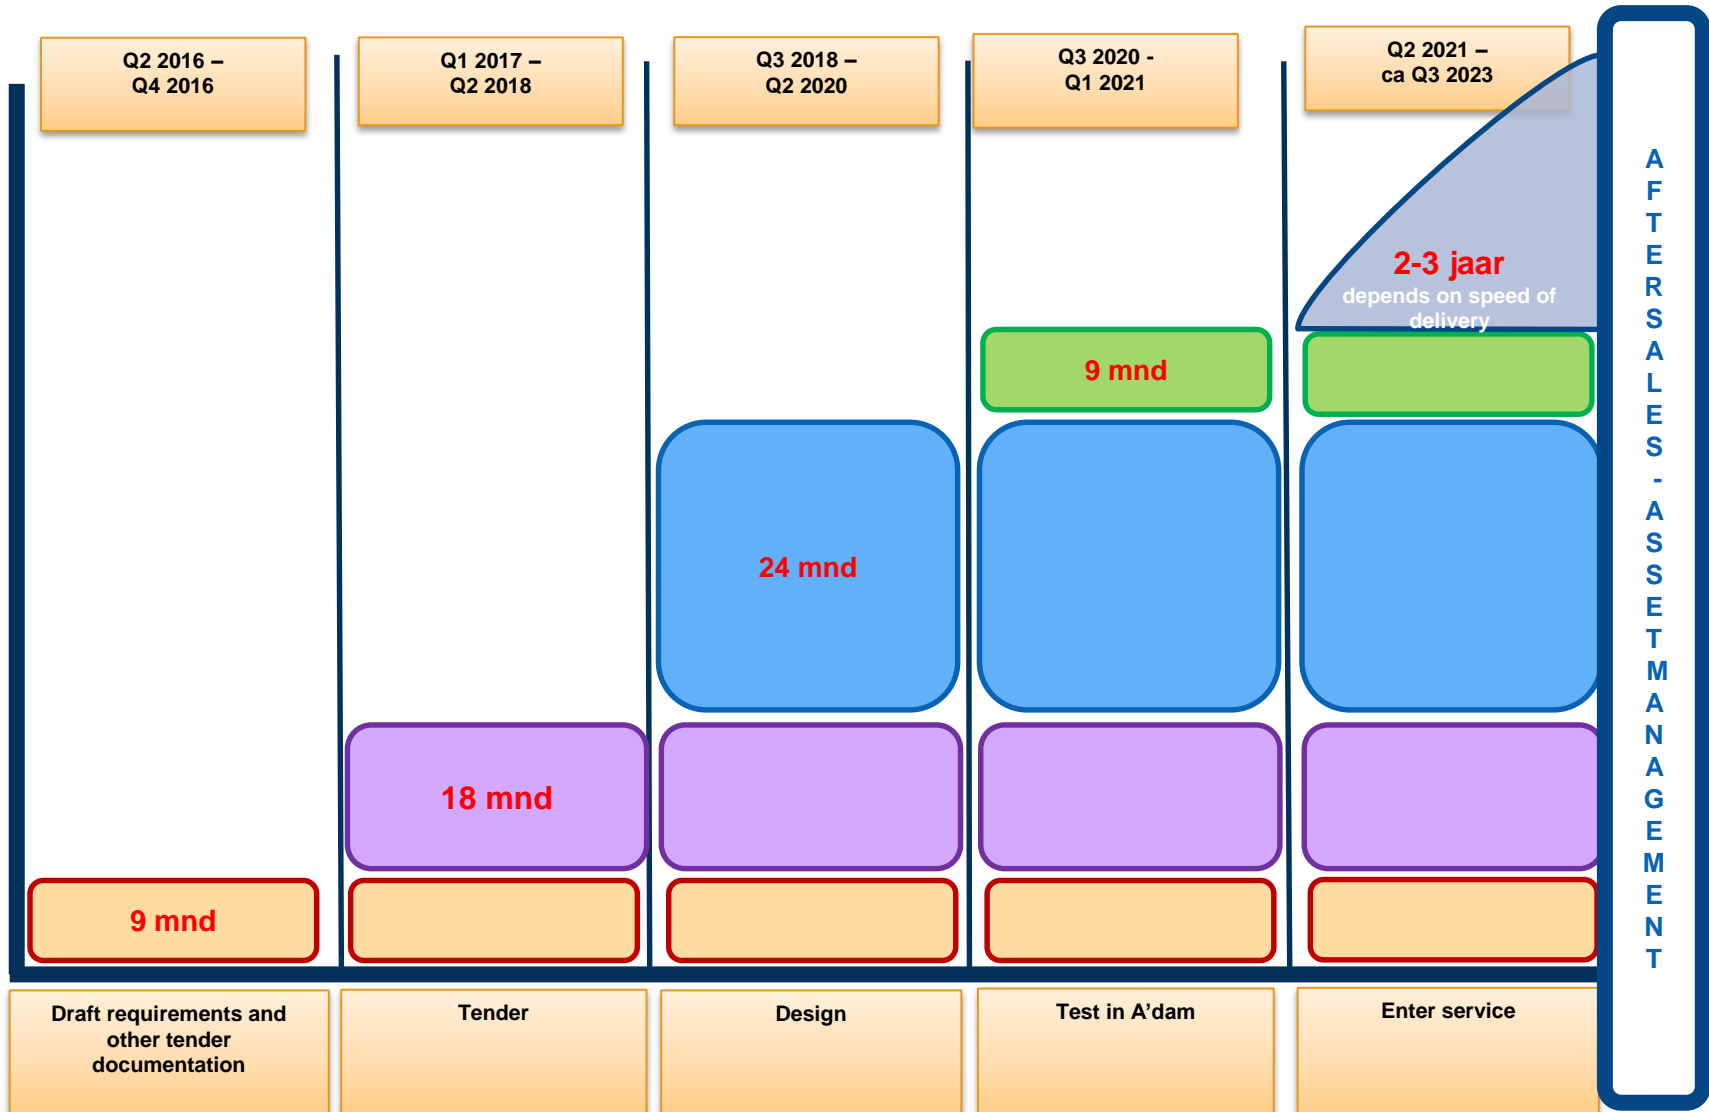 Q2 2016 –
Q4 2016
Q1 2017 –
Q2 2018
Q3 2018 –
Q2 2020
Q3 2020 -
Q1 2021
Q2 2021 –
ca Q3 2023
2-3 jaar
depends on speed of
delivery
9 mnd
24 mnd
18 mnd
9 mnd
Draft requirements and
other tender
documentation
Tender
Design
Test in A’dam
Enter service
AFTERSALES-ASSETMANAGEMENT